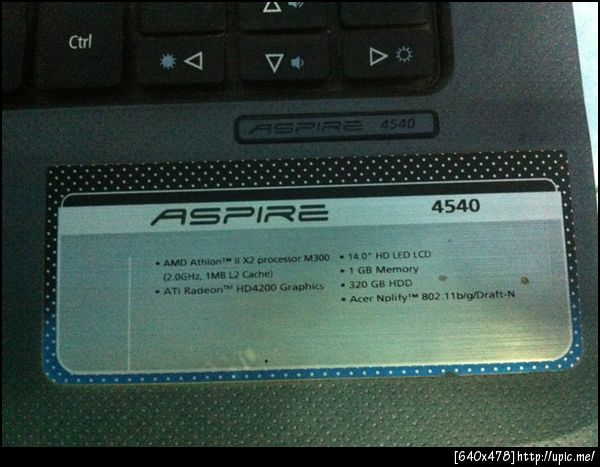 Ctrl
ASPIRE 4540
ASPIRE 4540
• AMD Athlon™ II X2 processor M300
(2.0GHz, 1MB L2 Cache)
• ATi Radeon™ HD4200 Graphics
• 14.0" HD LED LCD
• 1 GB Memory
• 320 GB HDD
• Acer Nplify™ 802.11b/g/Draft-N
[640x478]http://upic.me/